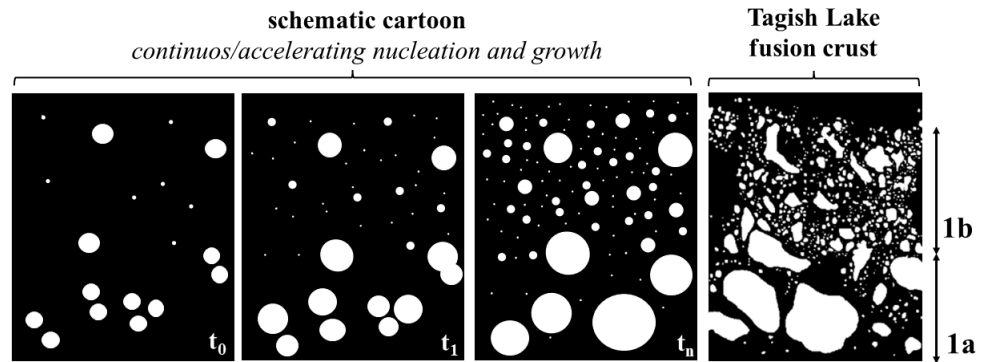 schematic cartoon
continuos/accelerating nucleation and growth
Tagish Lake
fusion crust
t0
t1
tn
1b
1a